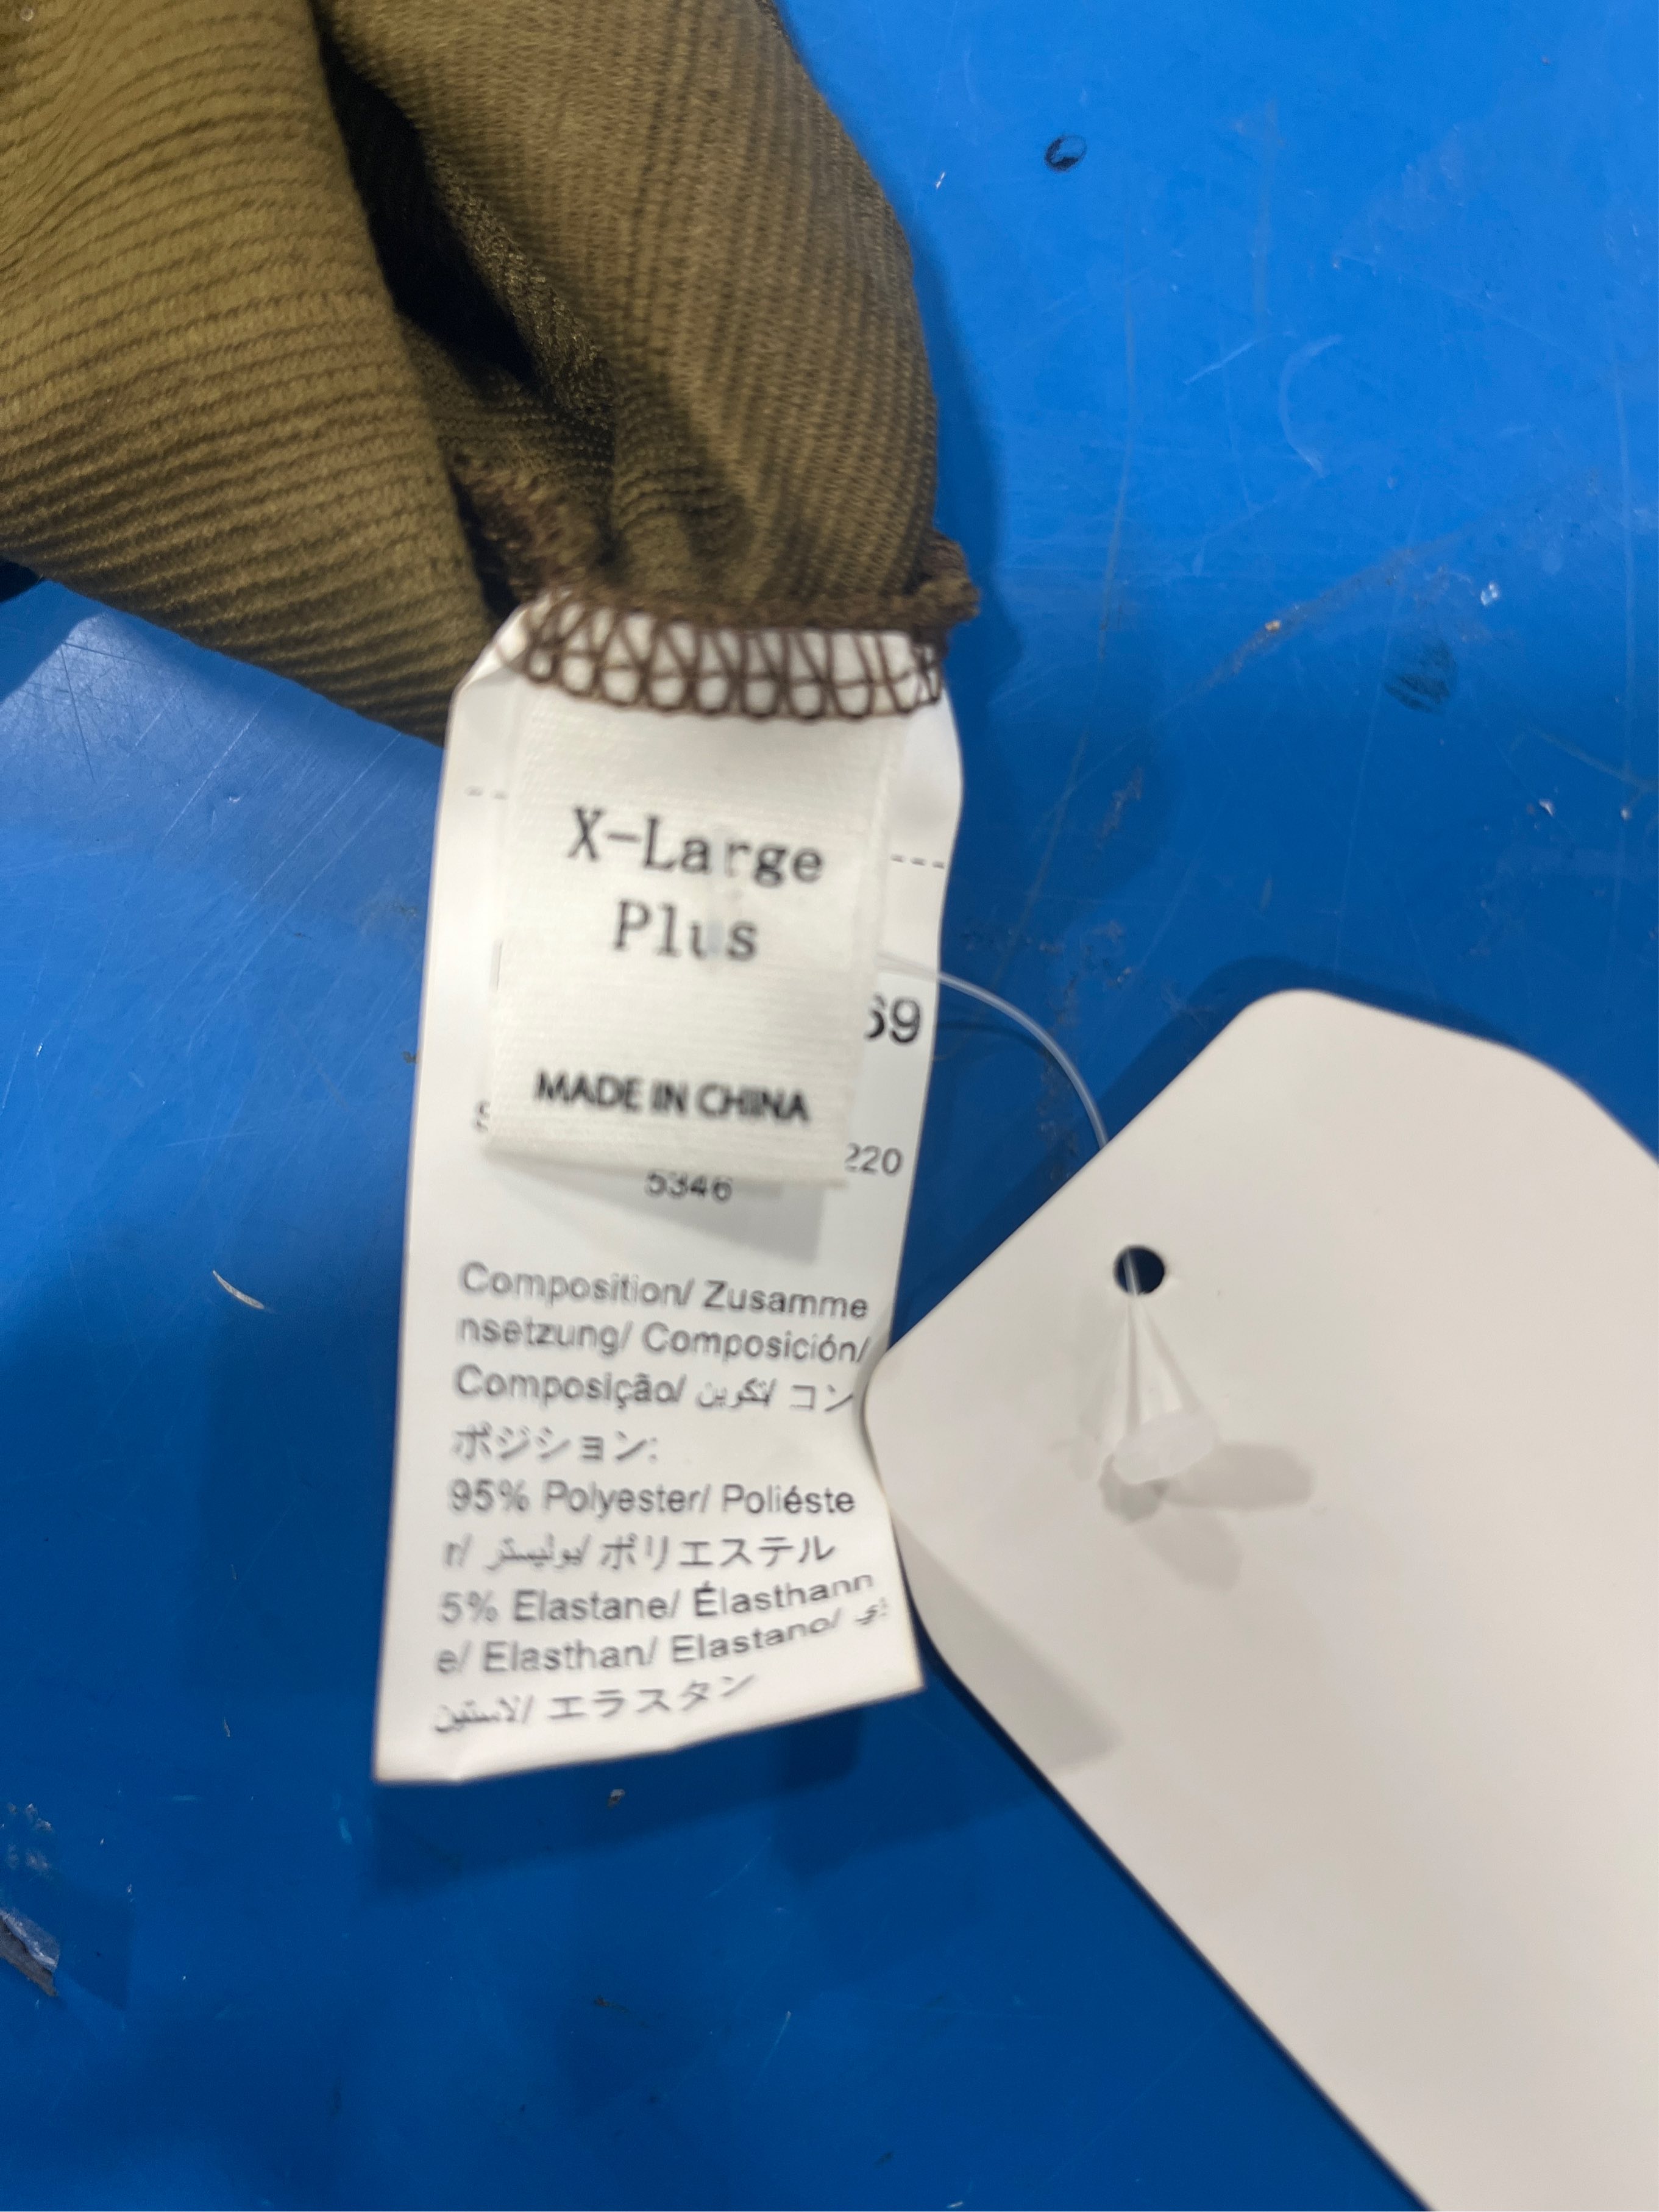 X-Large
Plus
MADE IN CHINA
69
220
5346
Composition/ Zusamme
nsetzung/ Composición/
Composição/ تكوين/ コン
ポジション:
95% Polyester/ Poliéste
r/ بوليستر/ ポリエステル
5% Elastane/ Élasthann
e/ Elasthan/ Elastano/
لاستين/ エラスタン